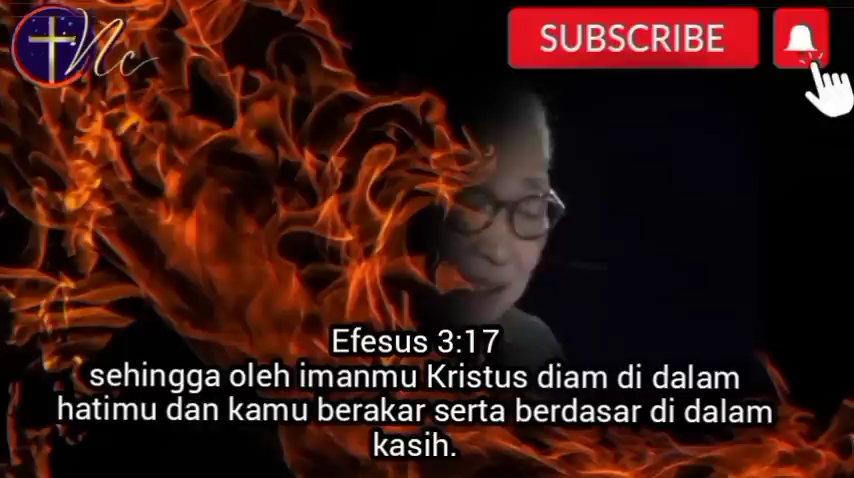 Nc
SUBSCRIBE
Efesus 3:17
sehingga oleh imanmu Kristus diam di dalam
hatimu dan kamu berakar serta berdasar di dalam
kasih.